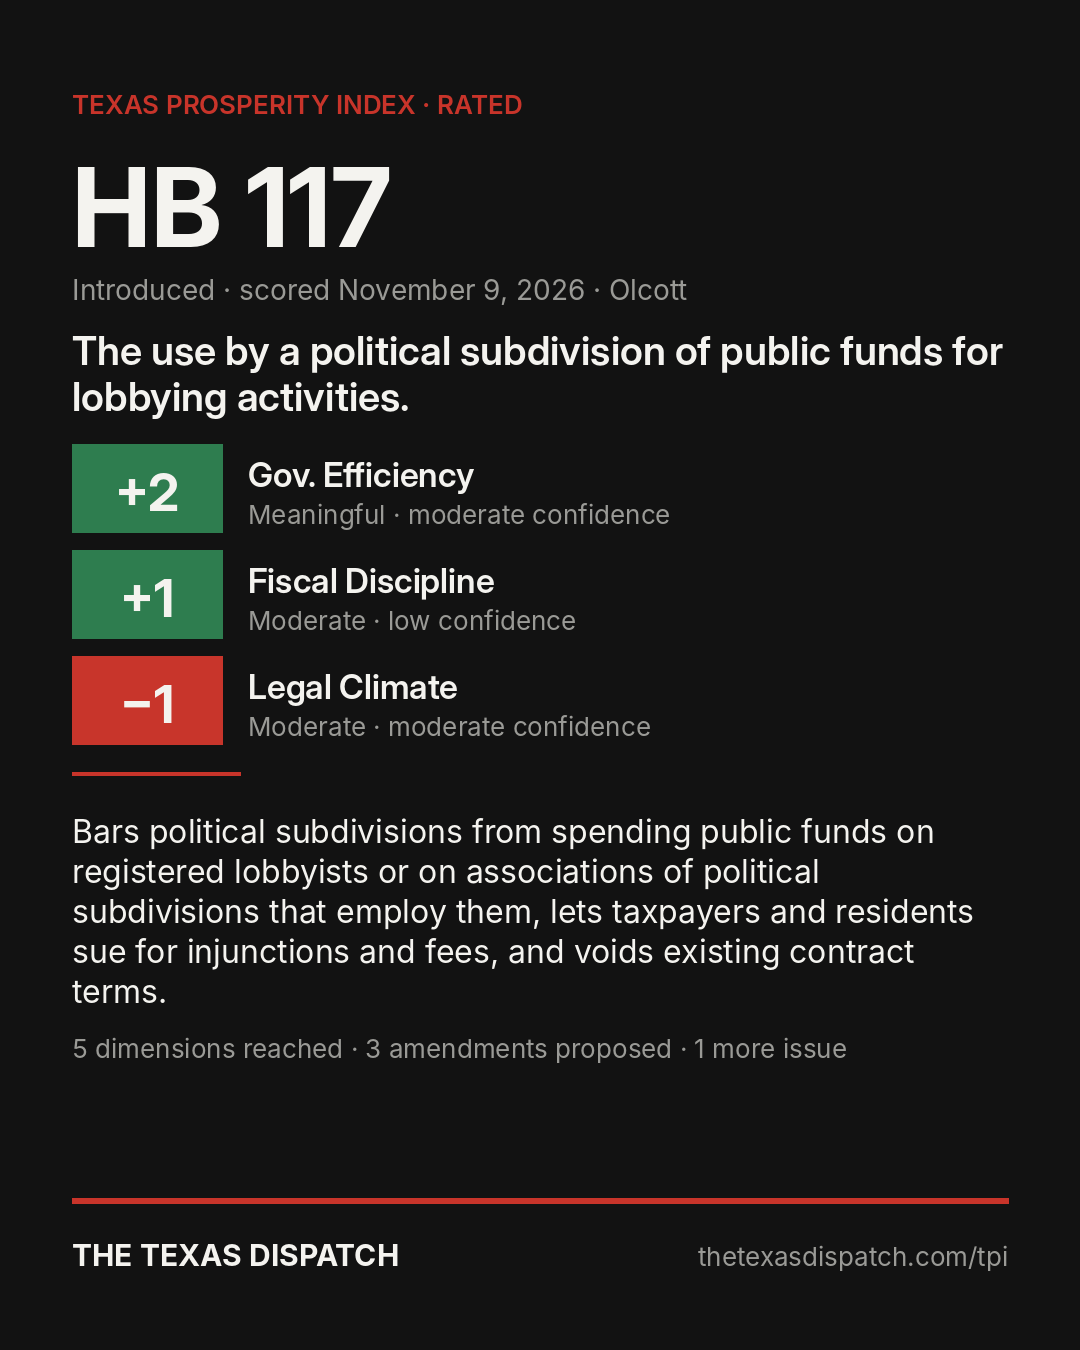 TEXAS PROSPERITY INDEX · RATED
HB 117
Introduced · scored November 9, 2026 · Olcott
The use by a political subdivision of public funds for
lobbying activities.
+2
Gov. Efficiency
Meaningful · moderate confidence
+1
Fiscal Discipline
Moderate · low confidence
−1
Legal Climate
Moderate · moderate confidence
Bars political subdivisions from spending public funds on
registered lobbyists or on associations of political
subdivisions that employ them, lets taxpayers and residents
sue for injunctions and fees, and voids existing contract
terms.
5 dimensions reached · 3 amendments proposed · 1 more issue
THE TEXAS DISPATCH
thetexasdispatch.com/tpi